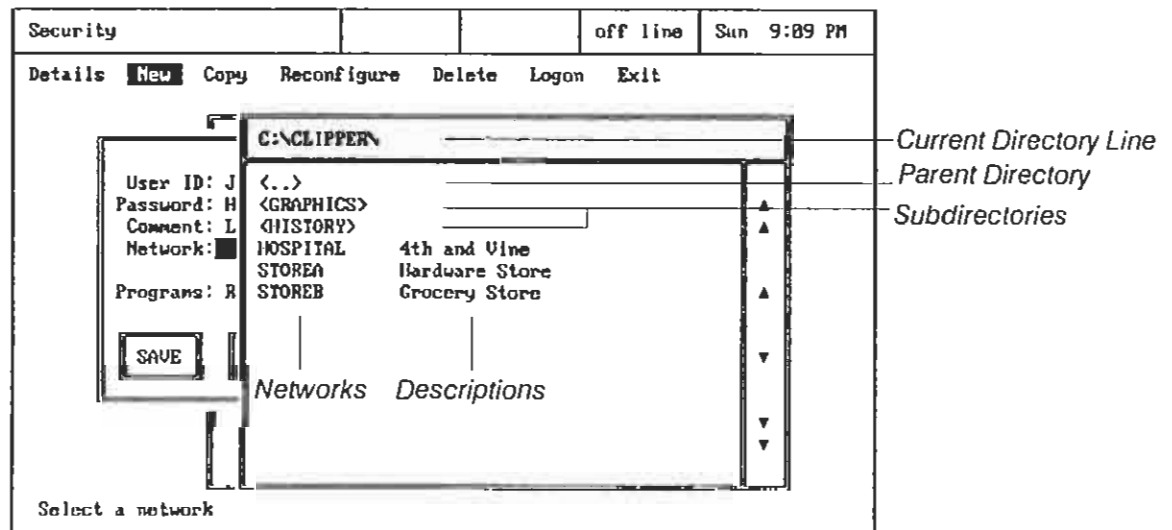 Security off line Sun 9:09 PM
Details New Copy Reconfigure Delete Logon Exit
C:\CLIPPER\ Current Directory Line
User ID: J <..> Parent Directory
Password: H <GRAPHICS> Subdirectories
Comment: L <HISTORY>
Network: HOSPITAL 4th and Vine
STOREA Hardware Store
Programs: R STOREB Grocery Store
SAVE
Networks Descriptions
Select a network